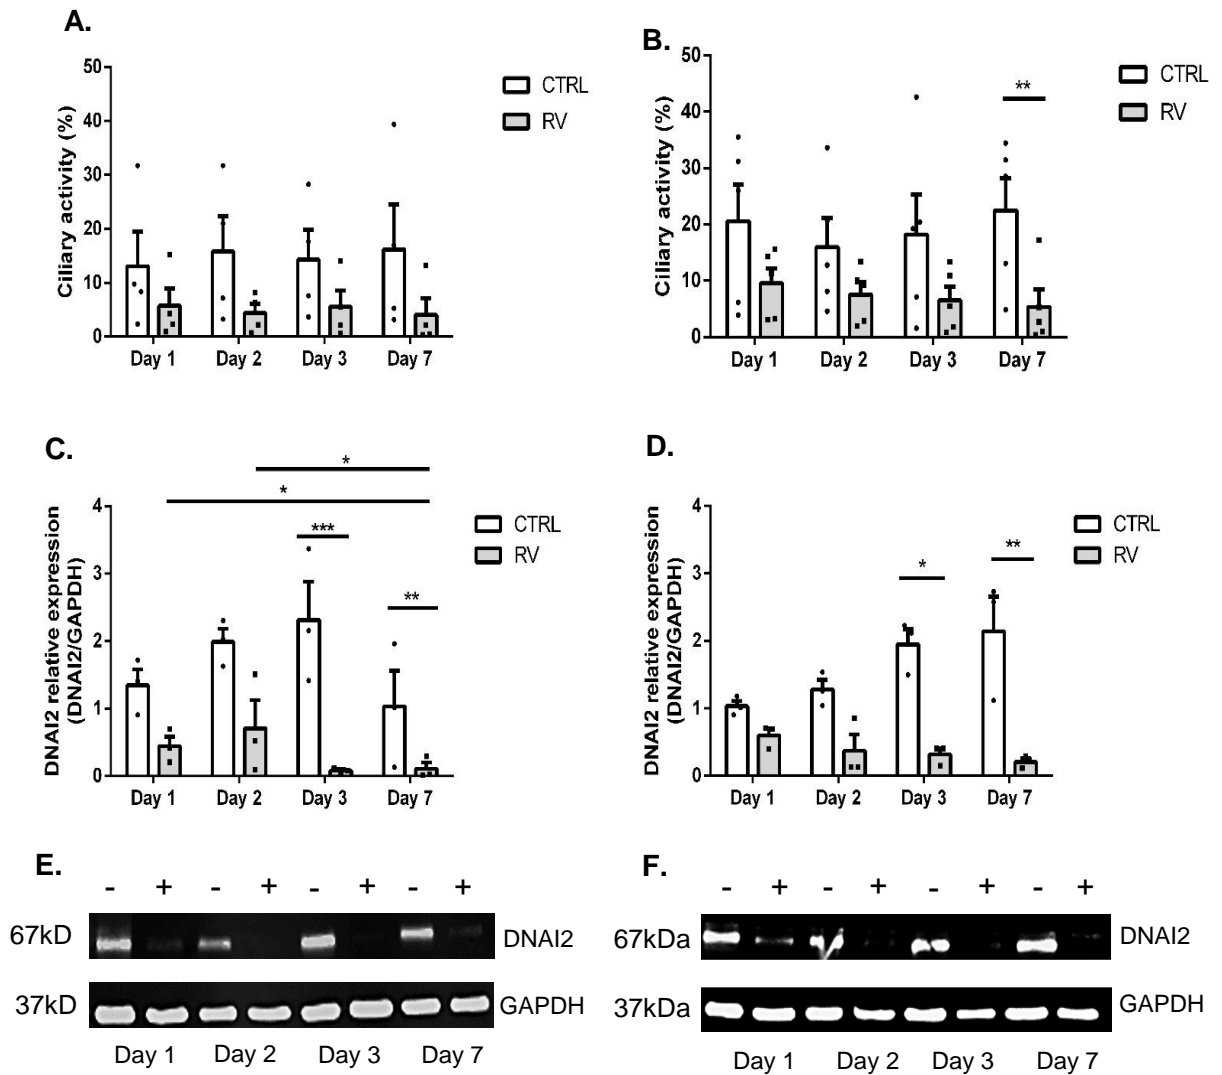 A.
50
40
30
20
10
0
Ciliary activity (%)
CTRL
RV
Day 1 Day 2 Day 3 Day 7
B.
50
40
30
20
10
0
Ciliary activity (%)
**
CTRL
RV
Day 1 Day 2 Day 3 Day 7
C.
4
3
2
1
0
DNAI2 relative expression
(DNAI2/GAPDH)
*
*
***
**
CTRL
RV
Day 1 Day 2 Day 3 Day 7
D.
4
3
2
1
0
DNAI2 relative expression
(DNAI2/GAPDH)
*
**
CTRL
RV
Day 1 Day 2 Day 3 Day 7
E.
- + - + - + - +
67kD DNAI2
37kD GAPDH
Day 1 Day 2 Day 3 Day 7
F.
- + - + - + - +
67kDa DNAI2
37kDa GAPDH
Day 1 Day 2 Day 3 Day 7